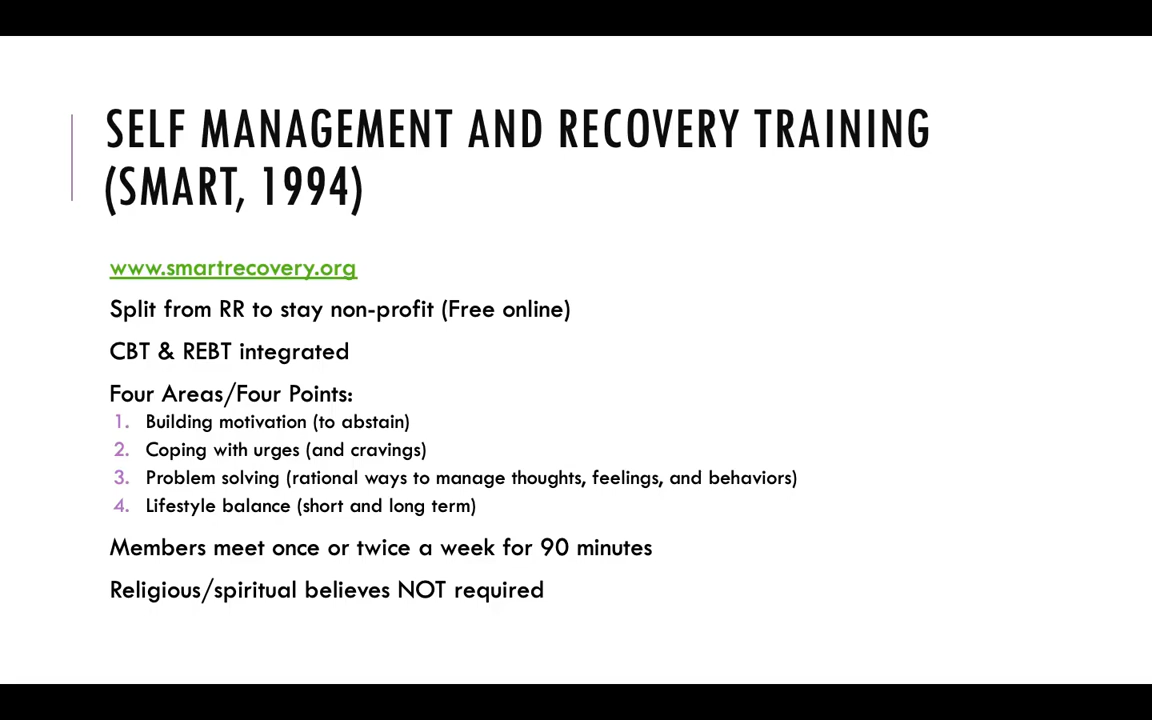 SELF MANAGEMENT AND RECOVERY TRAINING
(SMART, 1994)
www.smartrecovery.org
Split from RR to stay non-profit (Free online)
CBT & REBT integrated
Four Areas/Four Points:
1. Building motivation (to abstain)
2. Coping with urges (and cravings)
3. Problem solving (rational ways to manage thoughts, feelings, and behaviors)
4. Lifestyle balance (short and long term)
Members meet once or twice a week for 90 minutes
Religious/spiritual believes NOT required